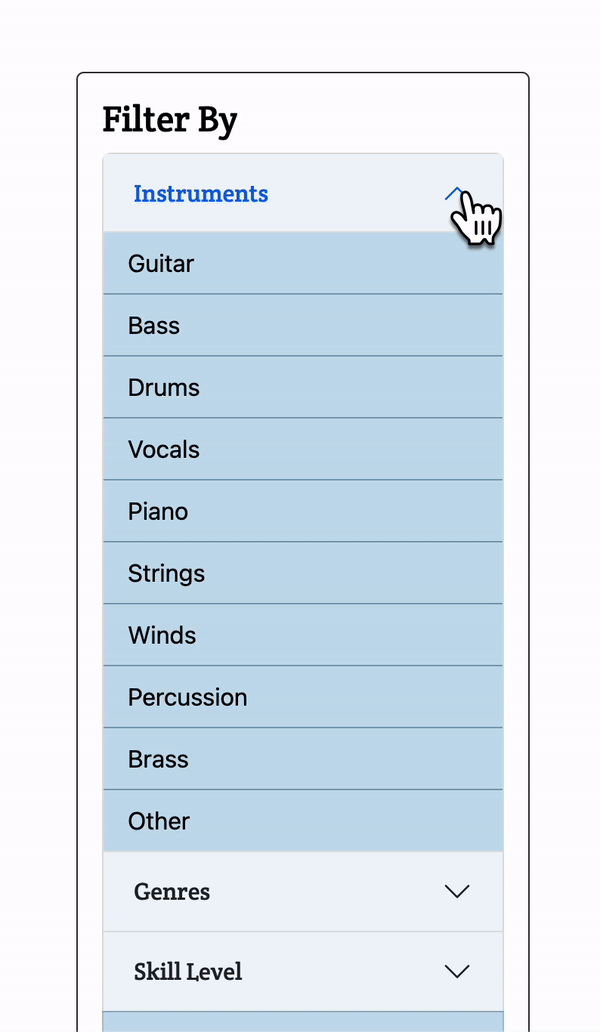 Filter By
Instruments
Guitar
Bass
Drums
Vocals
Piano
Strings
Winds
Percussion
Brass
Other
Genres
Skill Level